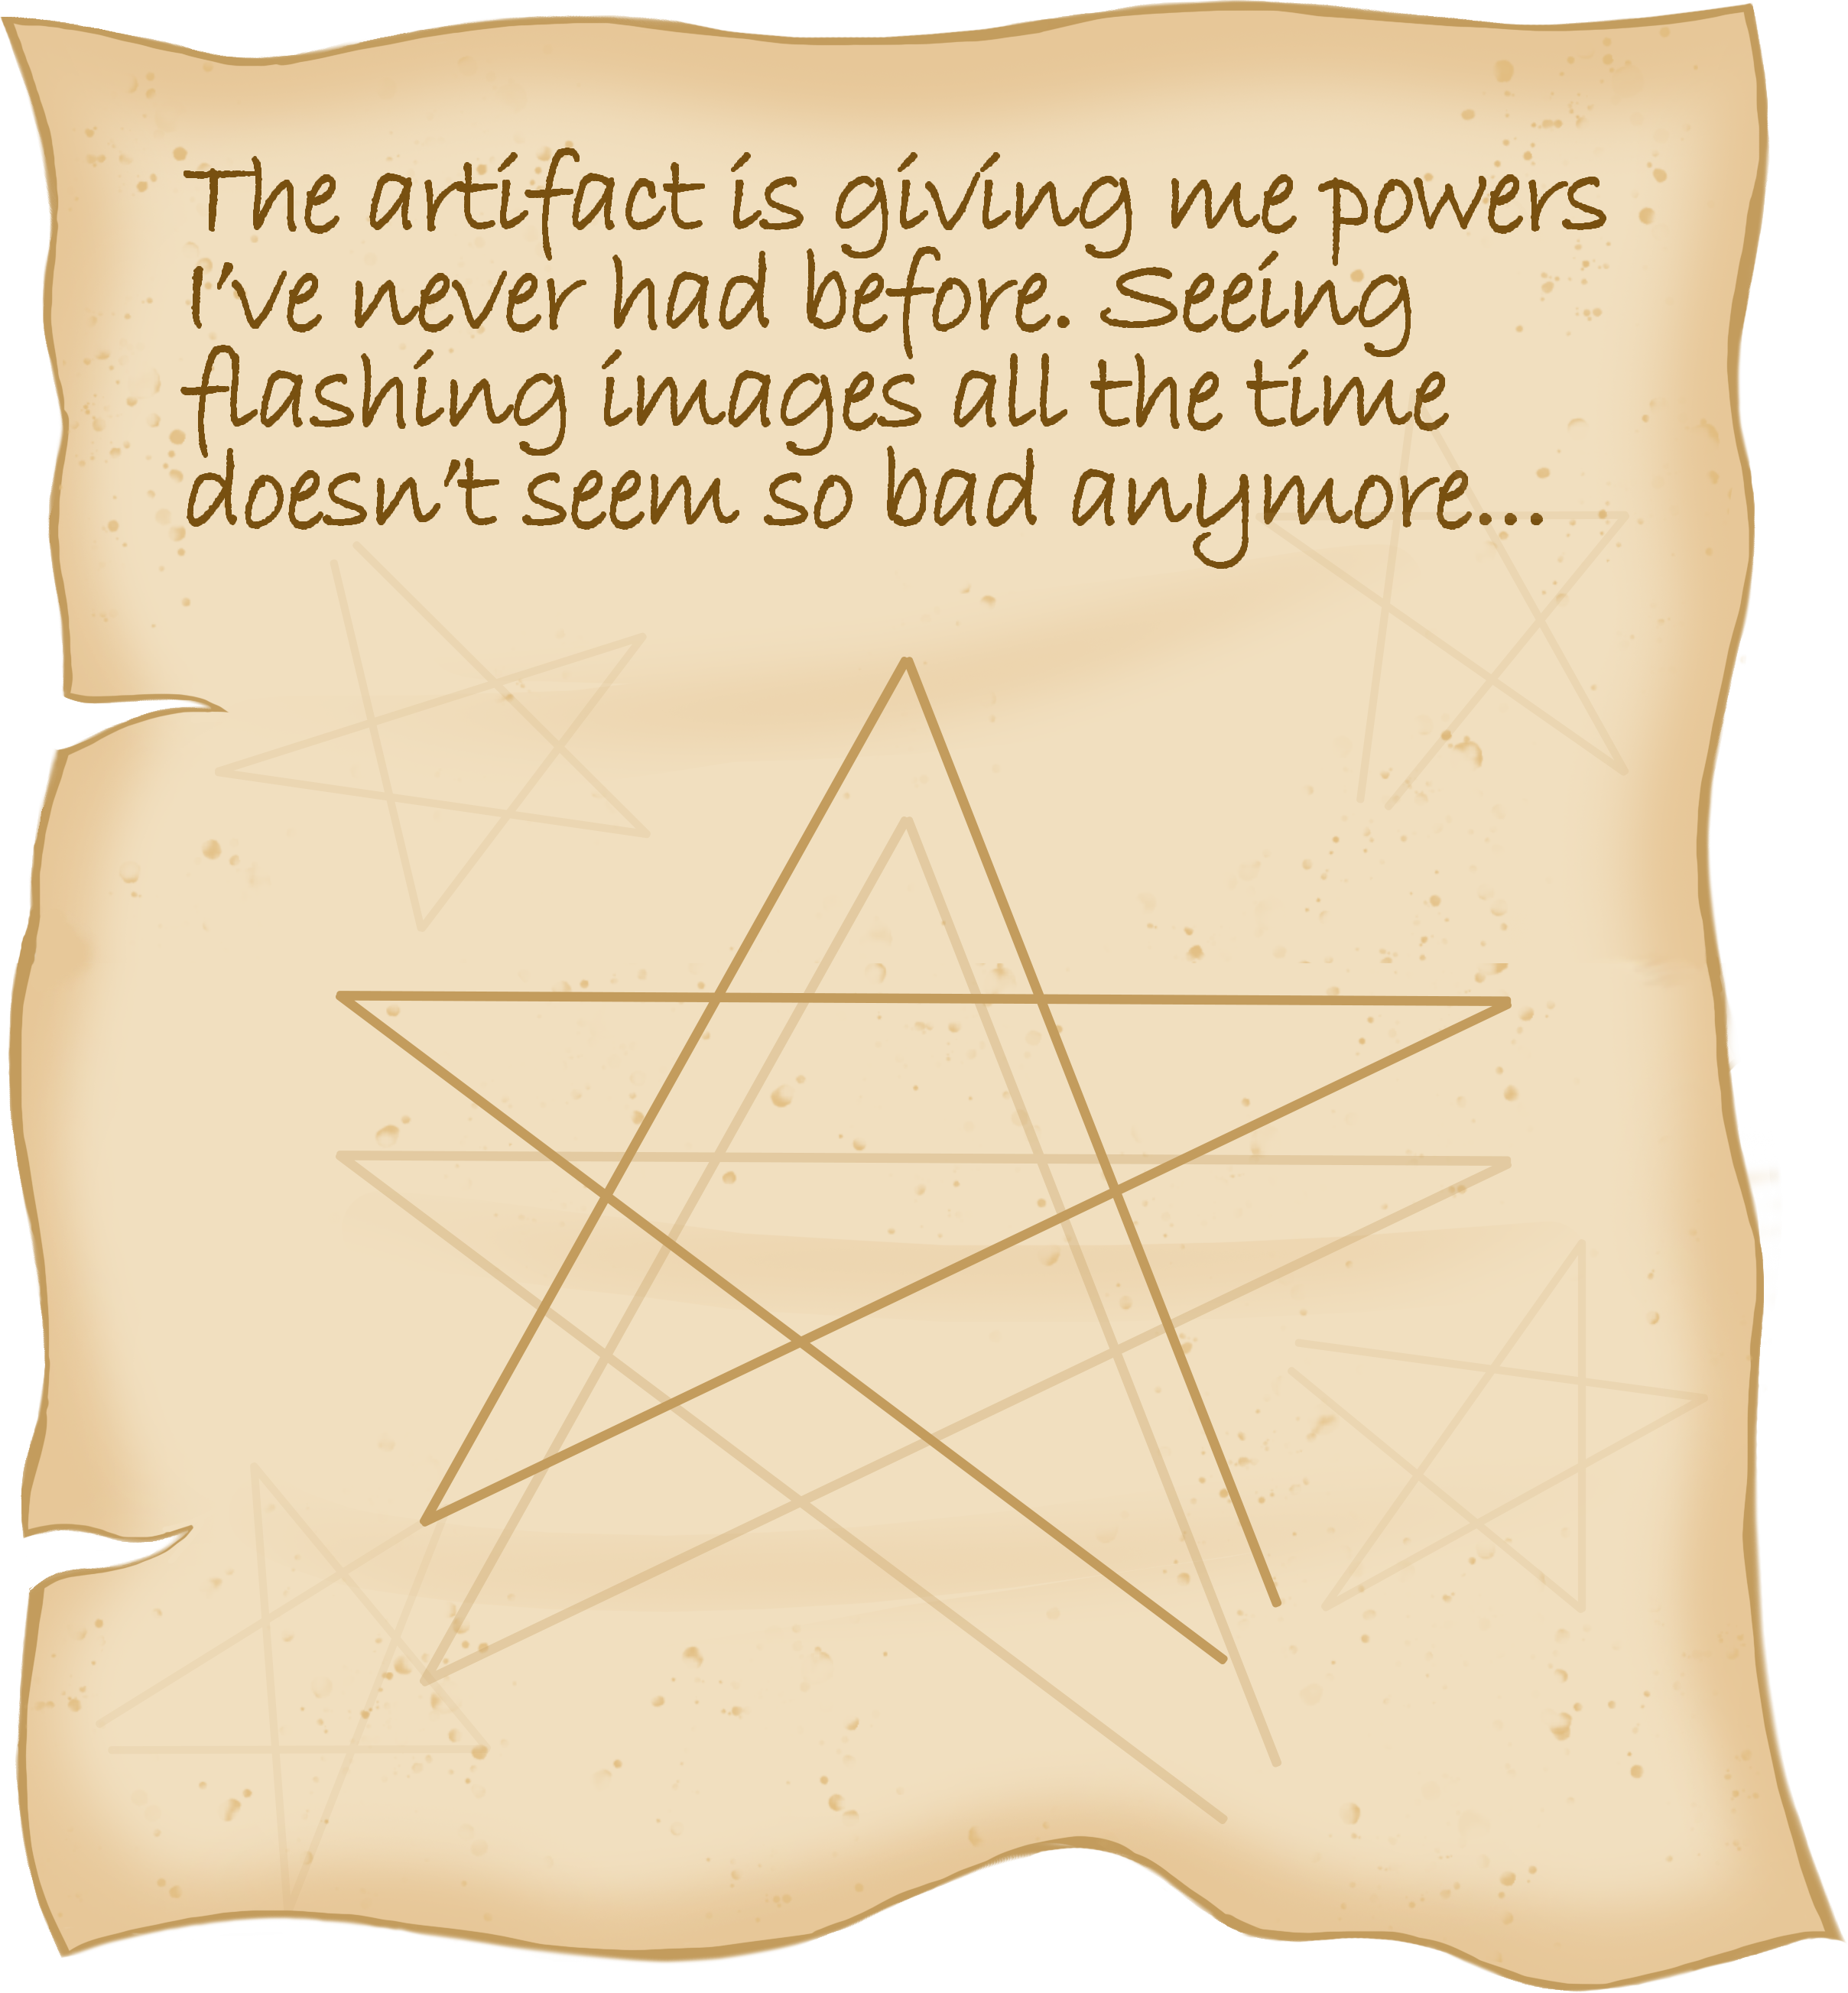 The artifact is giving me powers
I've never had before. Seeing
flashing images all the time
doesn't seem so bad anymore...